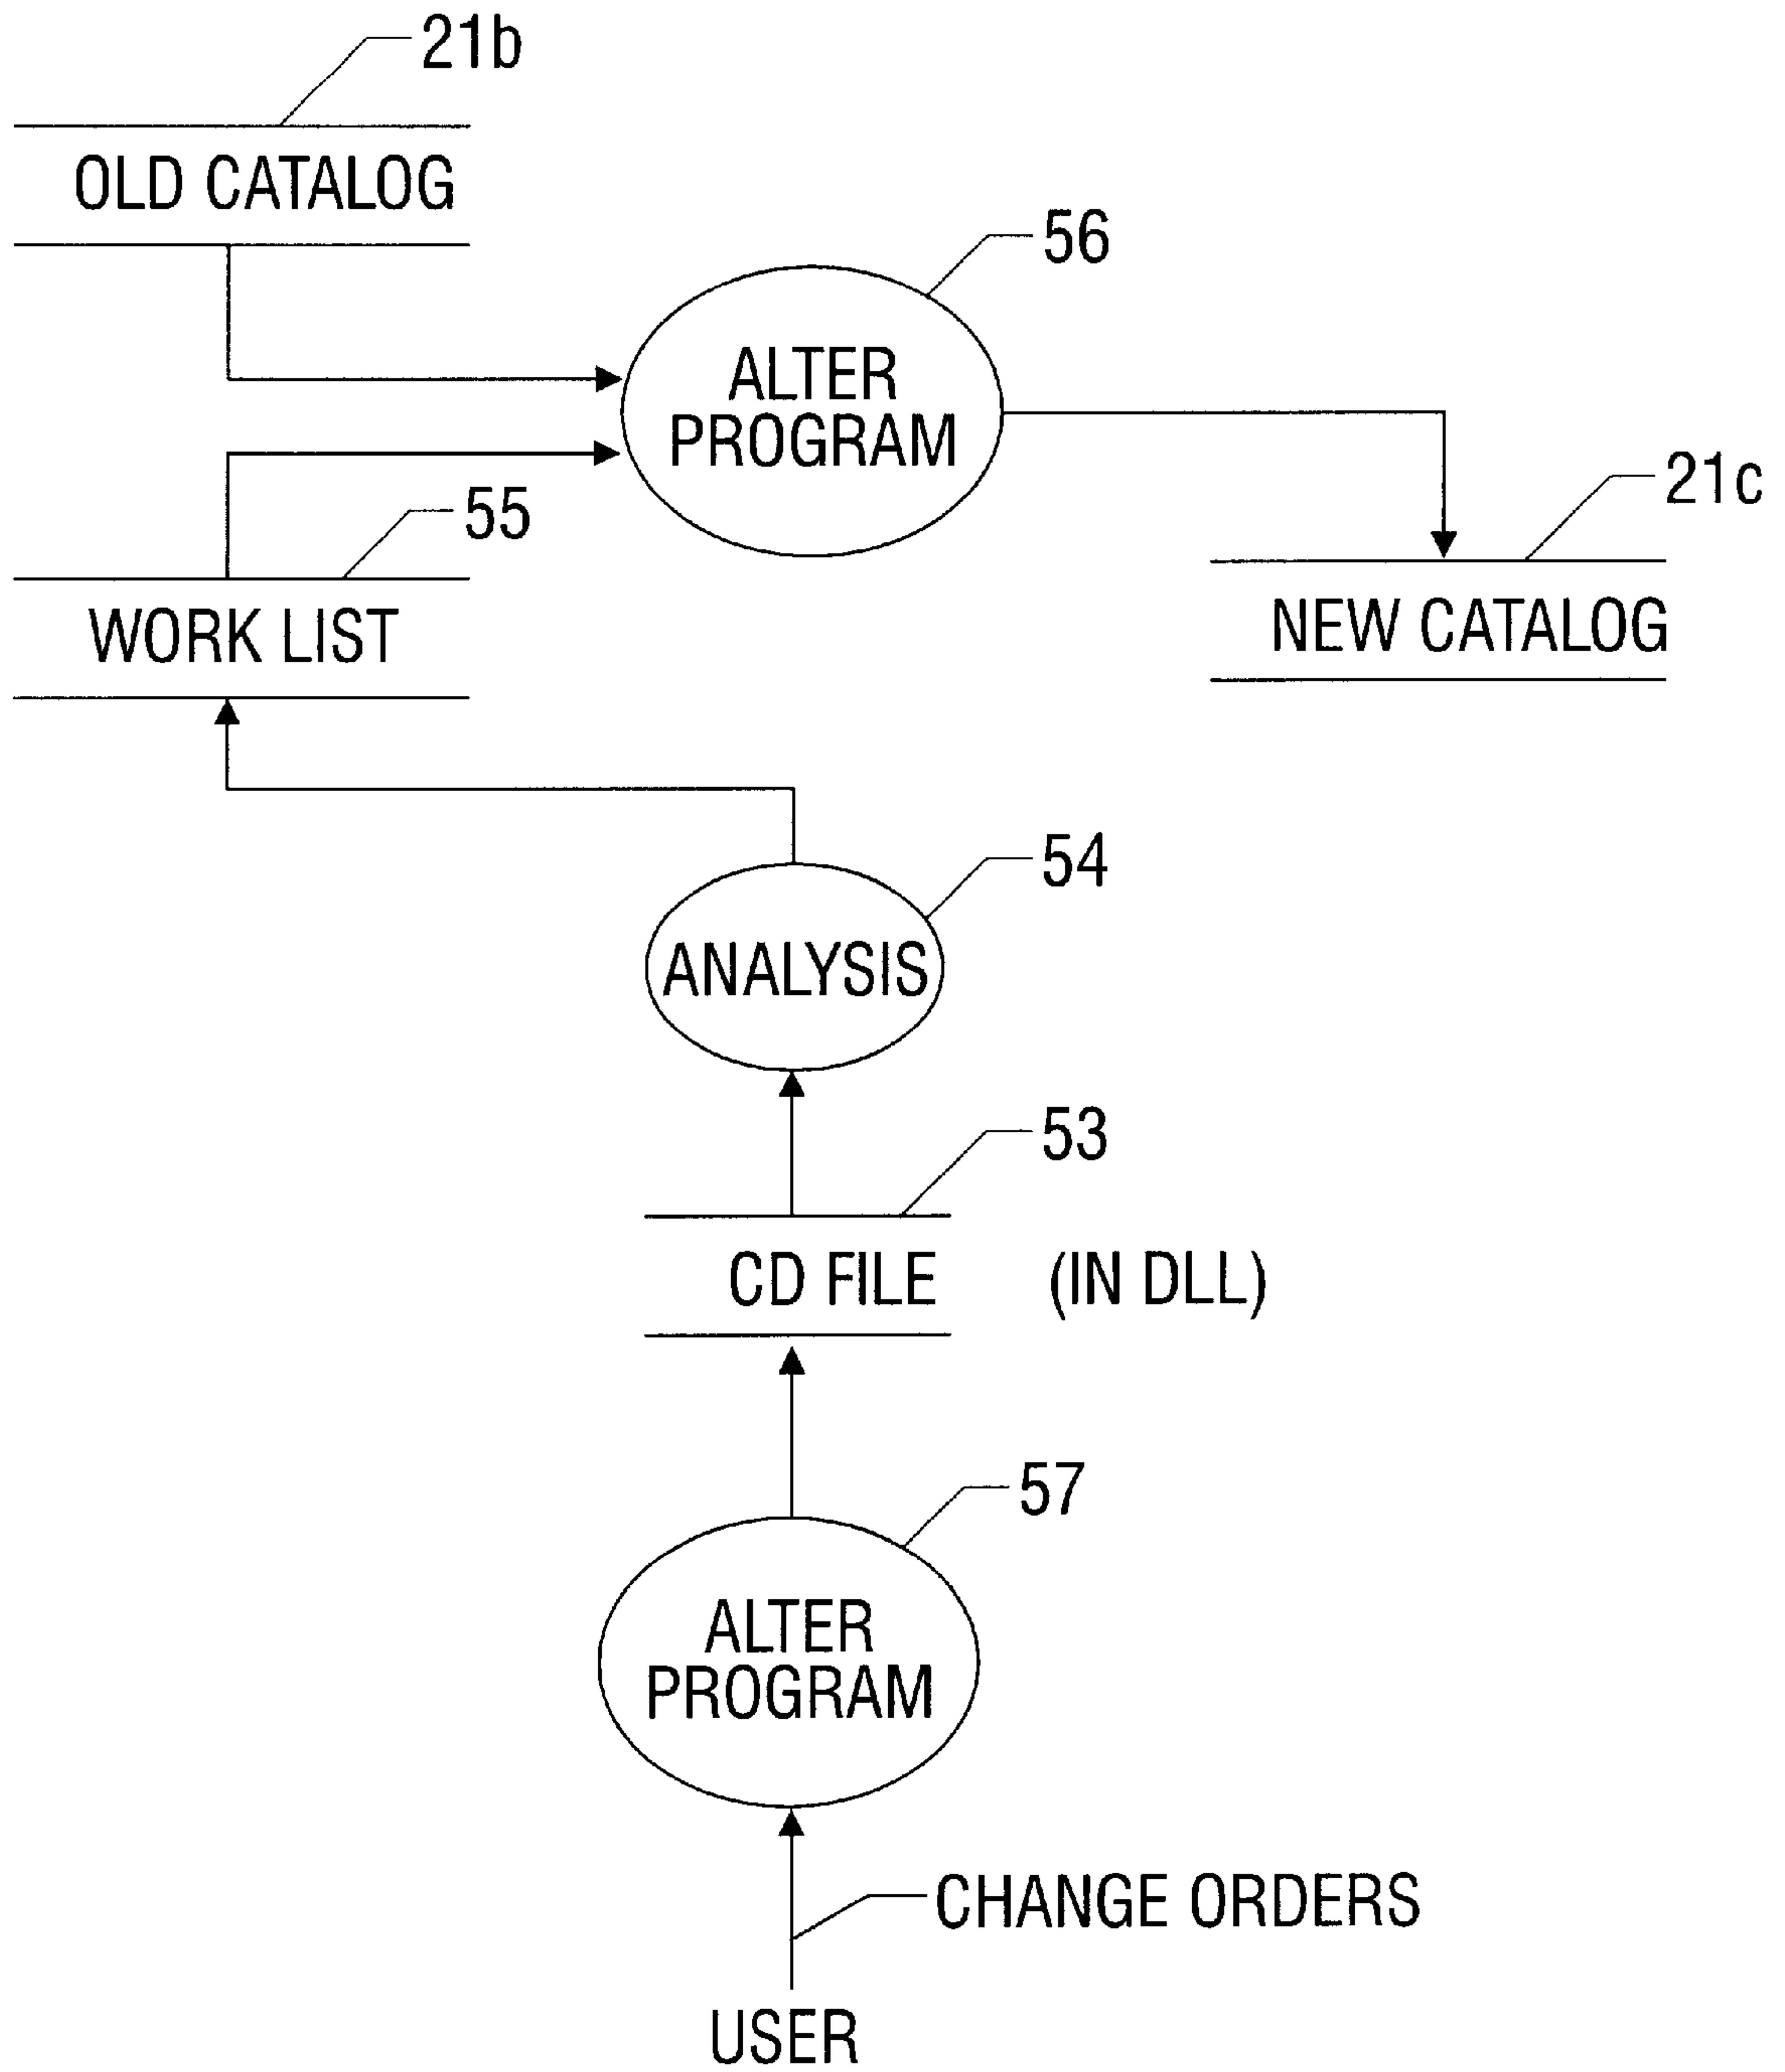 21b
OLD CATALOG
56
ALTER
PROGRAM
21c
55
WORK LIST
NEW CATALOG
54
ANALYSIS
53
CD FILE (IN DLL)
57
ALTER
PROGRAM
CHANGE ORDERS
USER